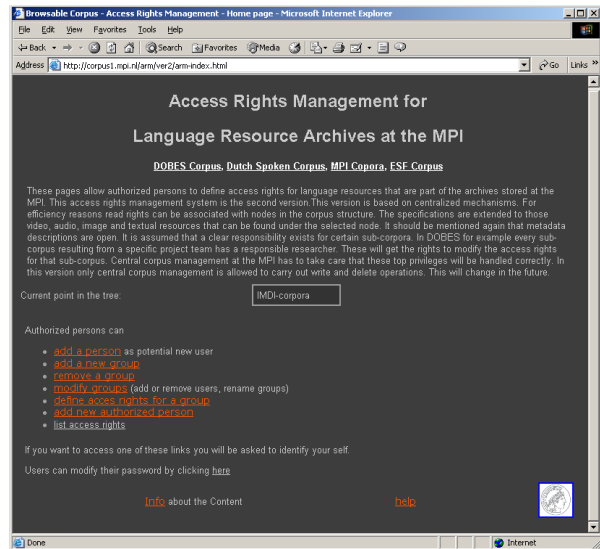 Browsable Corpus - Access Rights Management - Home page - Microsoft Internet Explorer
File Edit View Favorites Tools Help
Back Search Favorites Media
Address http://corpus1.mpi.nl/arm/ver2/arm-index.html Go Links »
Access Rights Management for
Language Resource Archives at the MPI
DOBES Corpus, Dutch Spoken Corpus, MPI Copora, ESF Corpus
These pages allow authorized persons to define access rights for language resources that are part of the archives stored at the
MPI. This access rights management system is the second version.This version is based on centralized mechanisms. For
efficiency reasons read rights can be associated with nodes in the corpus structure. The specifications are extended to those
video, audio, image and textual resources that can be found under the selected node. It should be mentioned again that metadata
descriptions are open. It is assumed that a clear responsibility exists for certain sub-corpora. In DOBES for example every sub-
corpus resulting from a specific project team has a responsible researcher. These will get the rights to modify the access rights
for that sub-corpus. Central corpus management at the MPI has to take care that these top privileges will be handled correctly. In
this version only central corpus management is allowed to carry out write and delete operations. This will change in the future.
Current point in the tree: IMDI-corpora
Authorized persons can
• add a person as potential new user
• add a new group
• remove a group
• modify groups (add or remove users, rename groups)
• define acces rights for a group
• add new authorized person
• list access rights
If you want to access one of these links you will be asked to identify your self.
Users can modify their password by clicking here
Info about the Content help
Done Internet